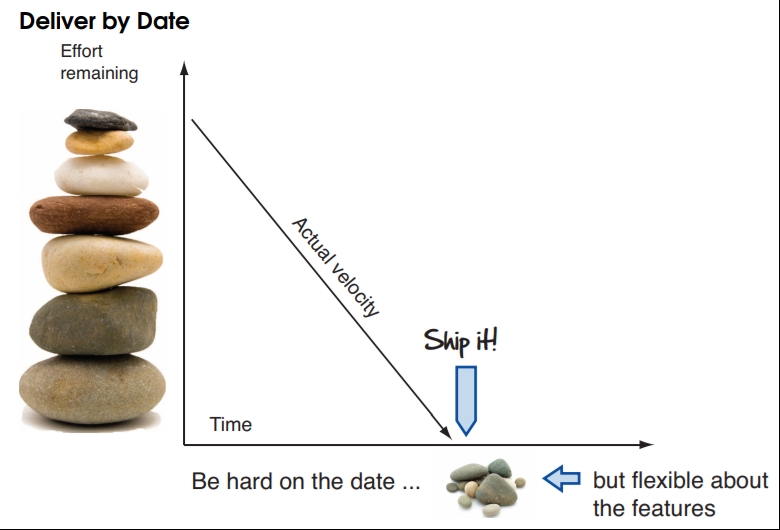 Deliver by Date
Effort
remaining
Actual velocity
Ship it!
Time
Be hard on the date ...
but flexible about
the features